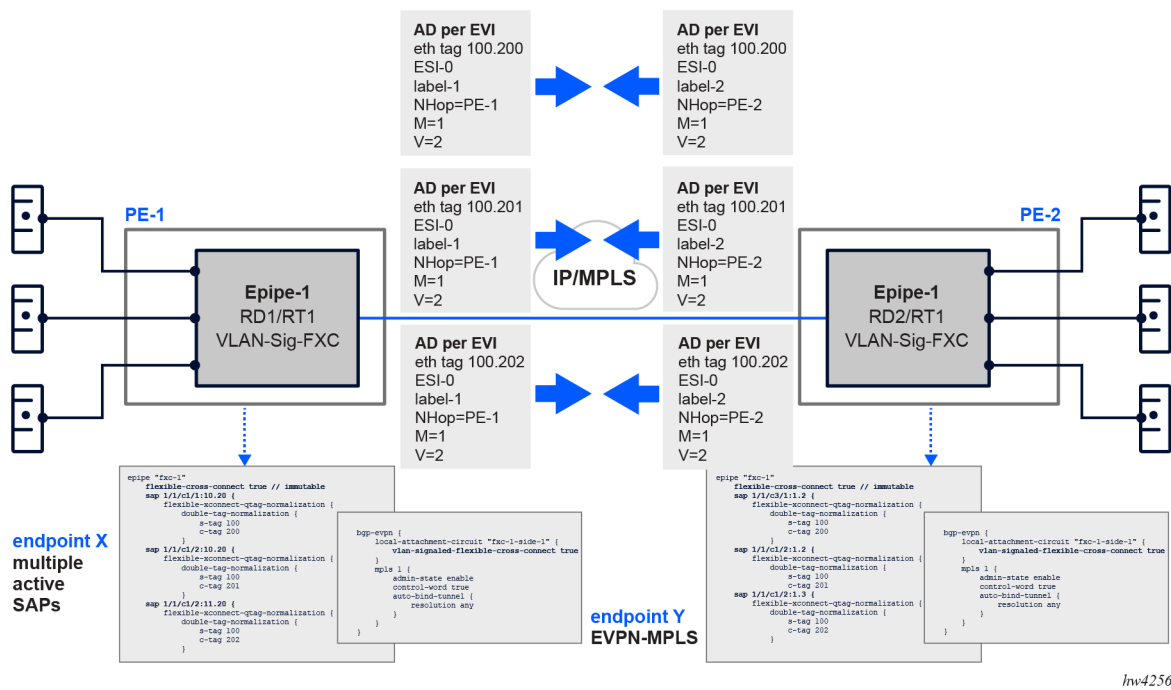 AD per EVI
eth tag 100.200
ESI-0
label-1
NHop=PE-1
M=1
V=2
AD per EVI
eth tag 100.200
ESI-0
label-2
NHop=PE-2
M=1
V=2
AD per EVI
eth tag 100.201
ESI-0
label-1
NHop=PE-1
M=1
V=2
AD per EVI
eth tag 100.201
ESI-0
label-2
NHop=PE-2
M=1
V=2
PE-1
PE-2
IP/MPLS
Epipe-1
RD1/RT1
VLAN-Sig-FXC
Epipe-1
RD2/RT1
VLAN-Sig-FXC
AD per EVI
eth tag 100.202
ESI-0
label-1
NHop=PE-1
M=1
V=2
AD per EVI
eth tag 100.202
ESI-0
label-2
NHop=PE-2
M=1
V=2
endpoint X
multiple
active
SAPs
epipe "fxc-1"
flexible-cross-connect true // immutable
sap 1/1/c1/1:10.20 {
flexible-xconnect-qtag-normalization {
double-tag-normalization {
s-tag 100
c-tag 200
}
sap 1/1/c1/2:10.20 {
flexible-xconnect-qtag-normalization {
double-tag-normalization {
s-tag 100
c-tag 201
}
sap 1/1/c1/2:11.20 {
flexible-xconnect-qtag-normalization {
double-tag-normalization {
s-tag 100
c-tag 202
}
bgp-evpn {
local-attachment-circuit "fxc-1-side-1" {
vlan-signaled-flexible-cross-connect true
}
mpls 1 {
admin-state enable
control-word true
auto-bind-tunnel {
resolution any
}
}
}
endpoint Y
EVPN-MPLS
epipe "fxc-1"
flexible-cross-connect true // immutable
sap 1/1/c3/1:1.2 {
flexible-xconnect-qtag-normalization {
double-tag-normalization {
s-tag 100
c-tag 200
}
sap 1/1/c1/2:1.2 {
flexible-xconnect-qtag-normalization {
double-tag-normalization {
s-tag 100
c-tag 201
}
sap 1/1/c1/2:1.3 {
flexible-xconnect-qtag-normalization {
double-tag-normalization {
s-tag 100
c-tag 202
}
bgp-evpn {
local-attachment-circuit "fxc-1-side-1" {
vlan-signaled-flexible-cross-connect true
}
mpls 1 {
admin-state enable
control-word true
auto-bind-tunnel {
resolution any
}
}
}
hw4256